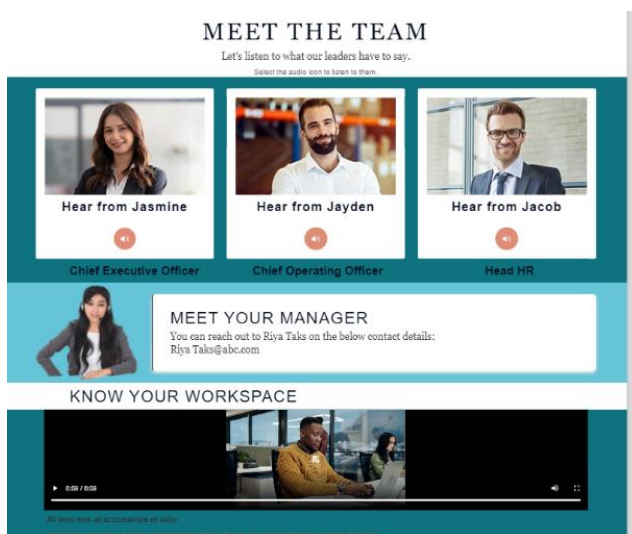 MEET THE TEAM
Let's listen to what our leaders have to say.
Select the audio icon to listen to them.
Hear from Jasmine
Hear from Jayden
Hear from Jacob
Chief Executive Officer
Chief Operating Officer
Head HR
MEET YOUR MANAGER
You can reach out to Riya Taks on the below contact details:
Riya Taks@abc.com
KNOW YOUR WORKSPACE
0:03 / 0:03
At vero eos at accusamus et odio